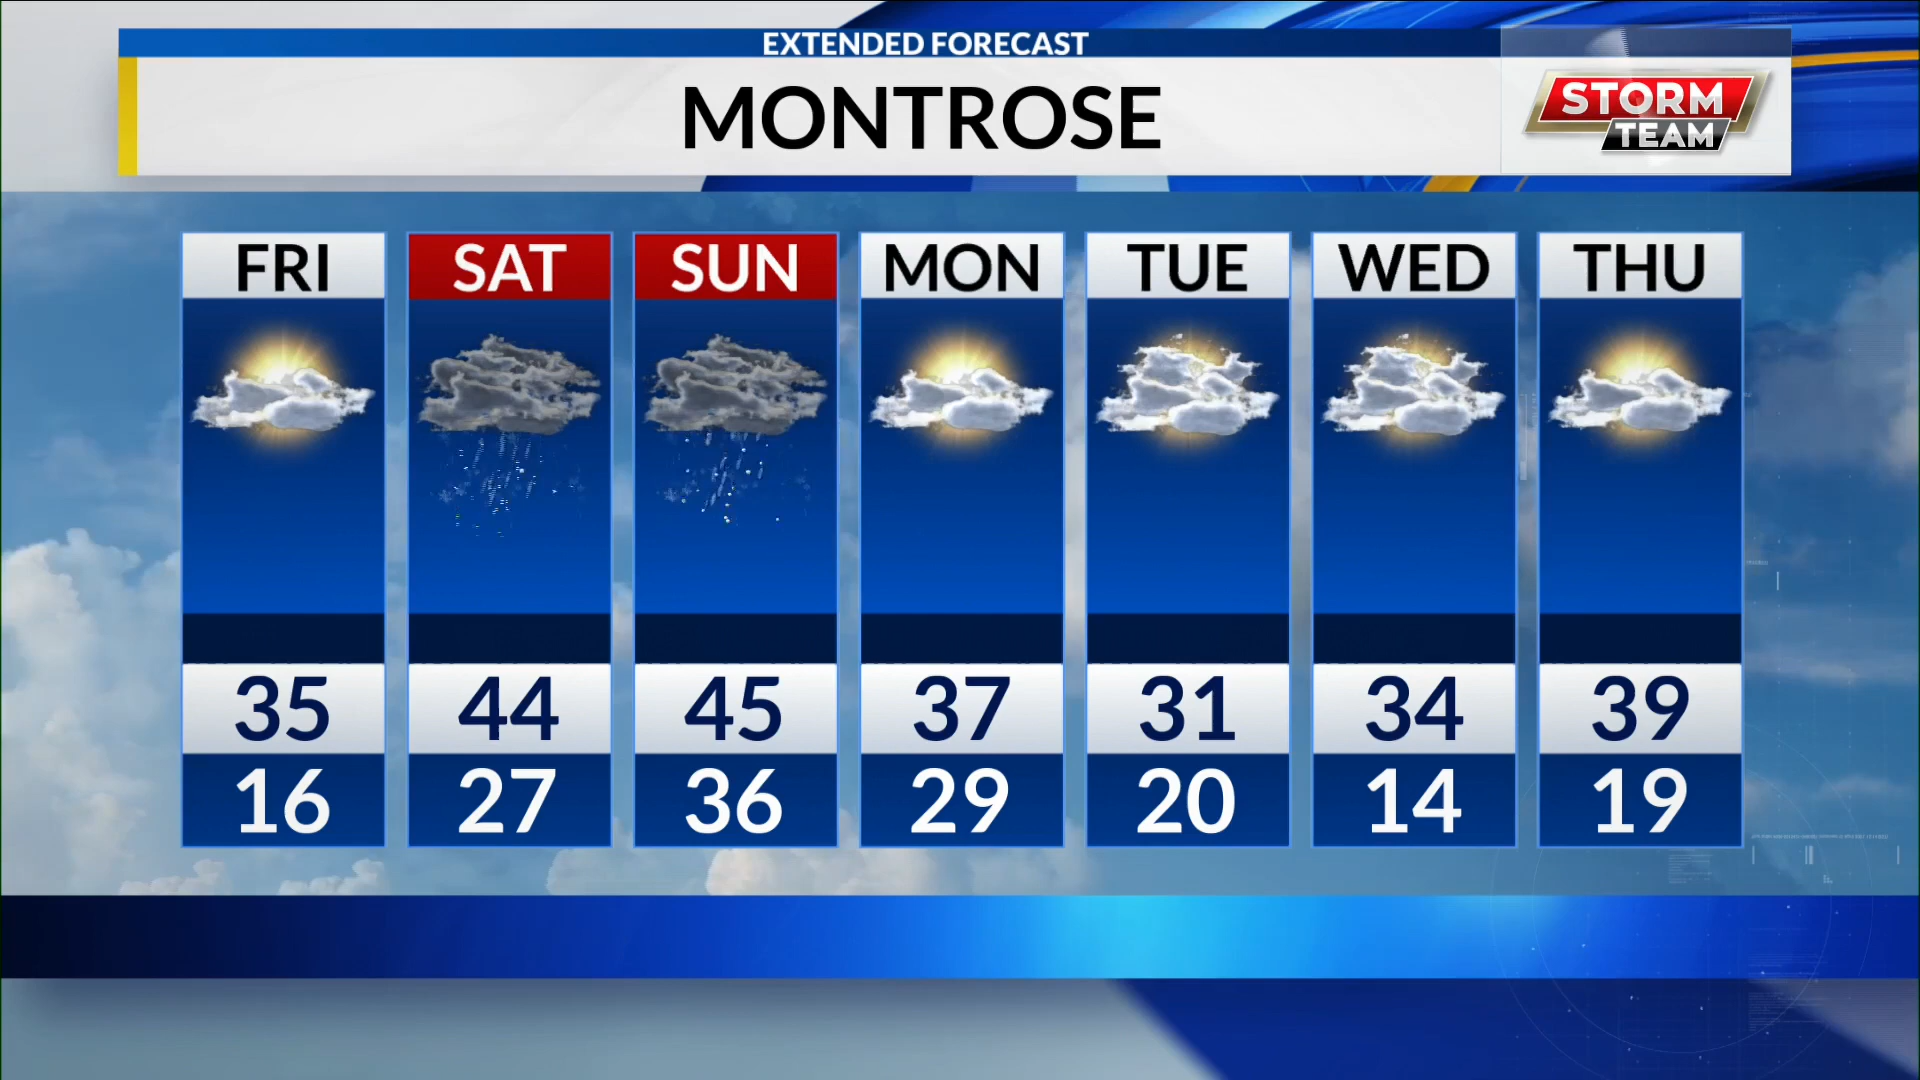 EXTENDED FORECAST
MONTROSE
STORM
TEAM
FRI SAT SUN MON TUE WED THU
35 44 45 37 31 34 39
16 27 36 29 20 14 19